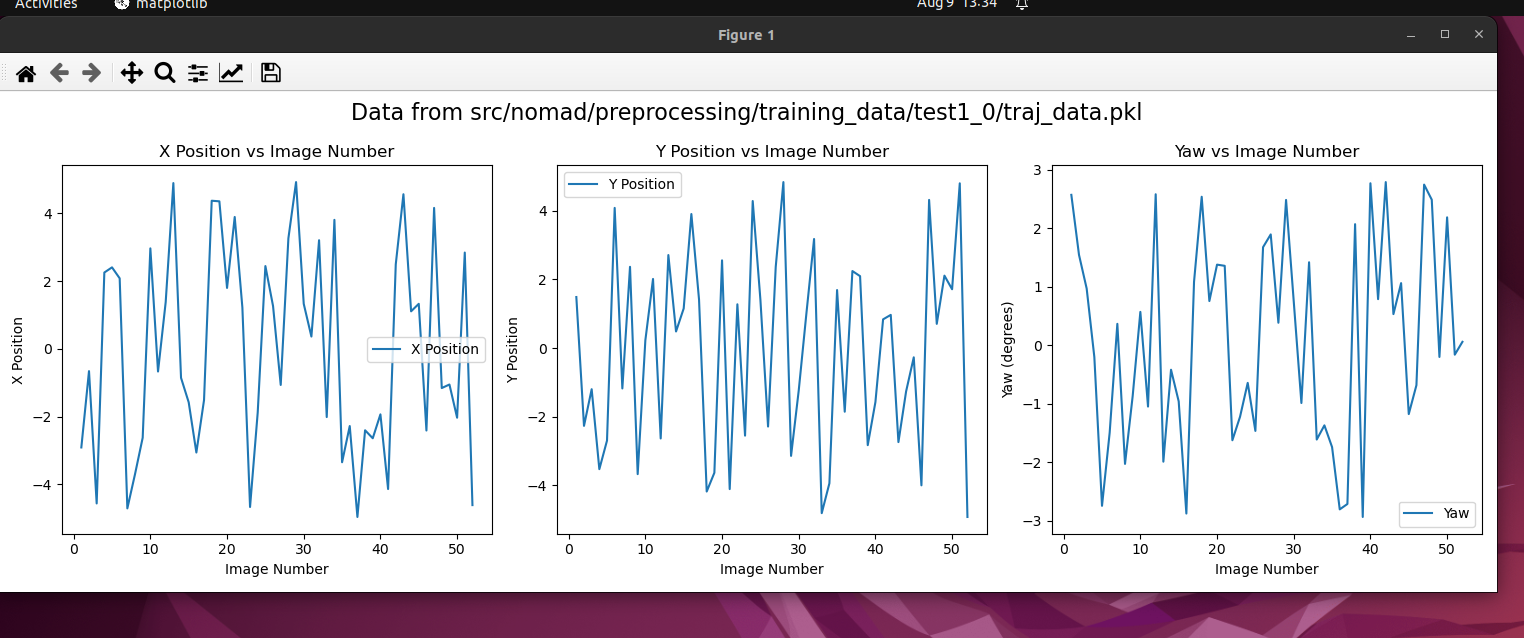 Activities matplotlib Aug 9 13:34
Figure 1
Data from src/nomad/preprocessing/training_data/test1_0/traj_data.pkl
X Position vs Image Number
X Position
4
2
0
−2
−4
X Position
0 10 20 30 40 50
Image Number
Y Position vs Image Number
Y Position
4
2
0
−2
−4
Y Position
0 10 20 30 40 50
Image Number
Yaw vs Image Number
Yaw (degrees)
3
2
1
0
−1
−2
−3
Yaw
0 10 20 30 40 50
Image Number